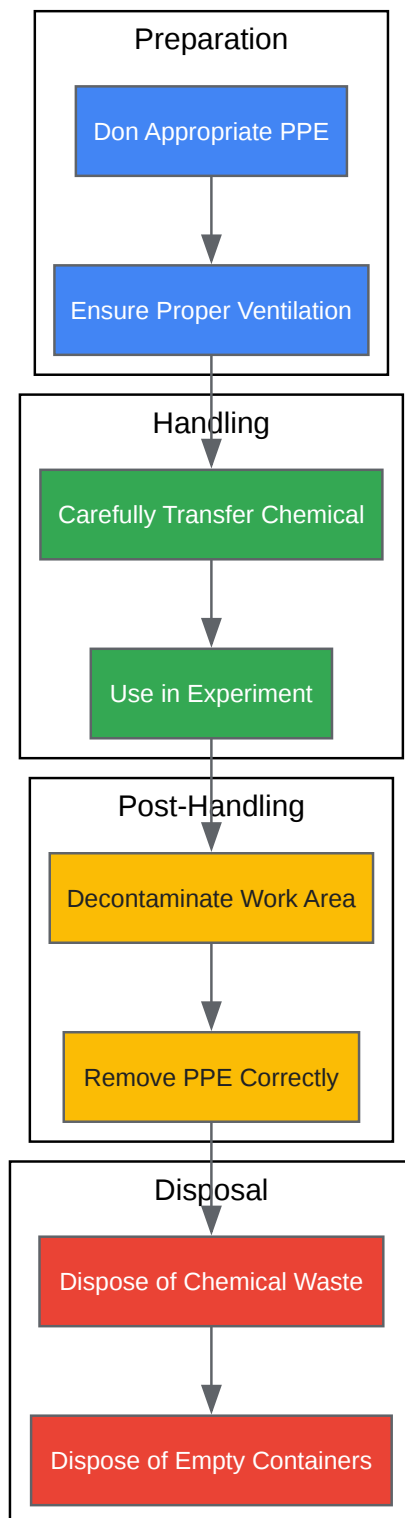 Preparation
Don Appropriate PPE
Ensure Proper Ventilation
Handling
Carefully Transfer Chemical
Use in Experiment
Post-Handling
Decontaminate Work Area
Remove PPE Correctly
Disposal
Dispose of Chemical Waste
Dispose of Empty Containers